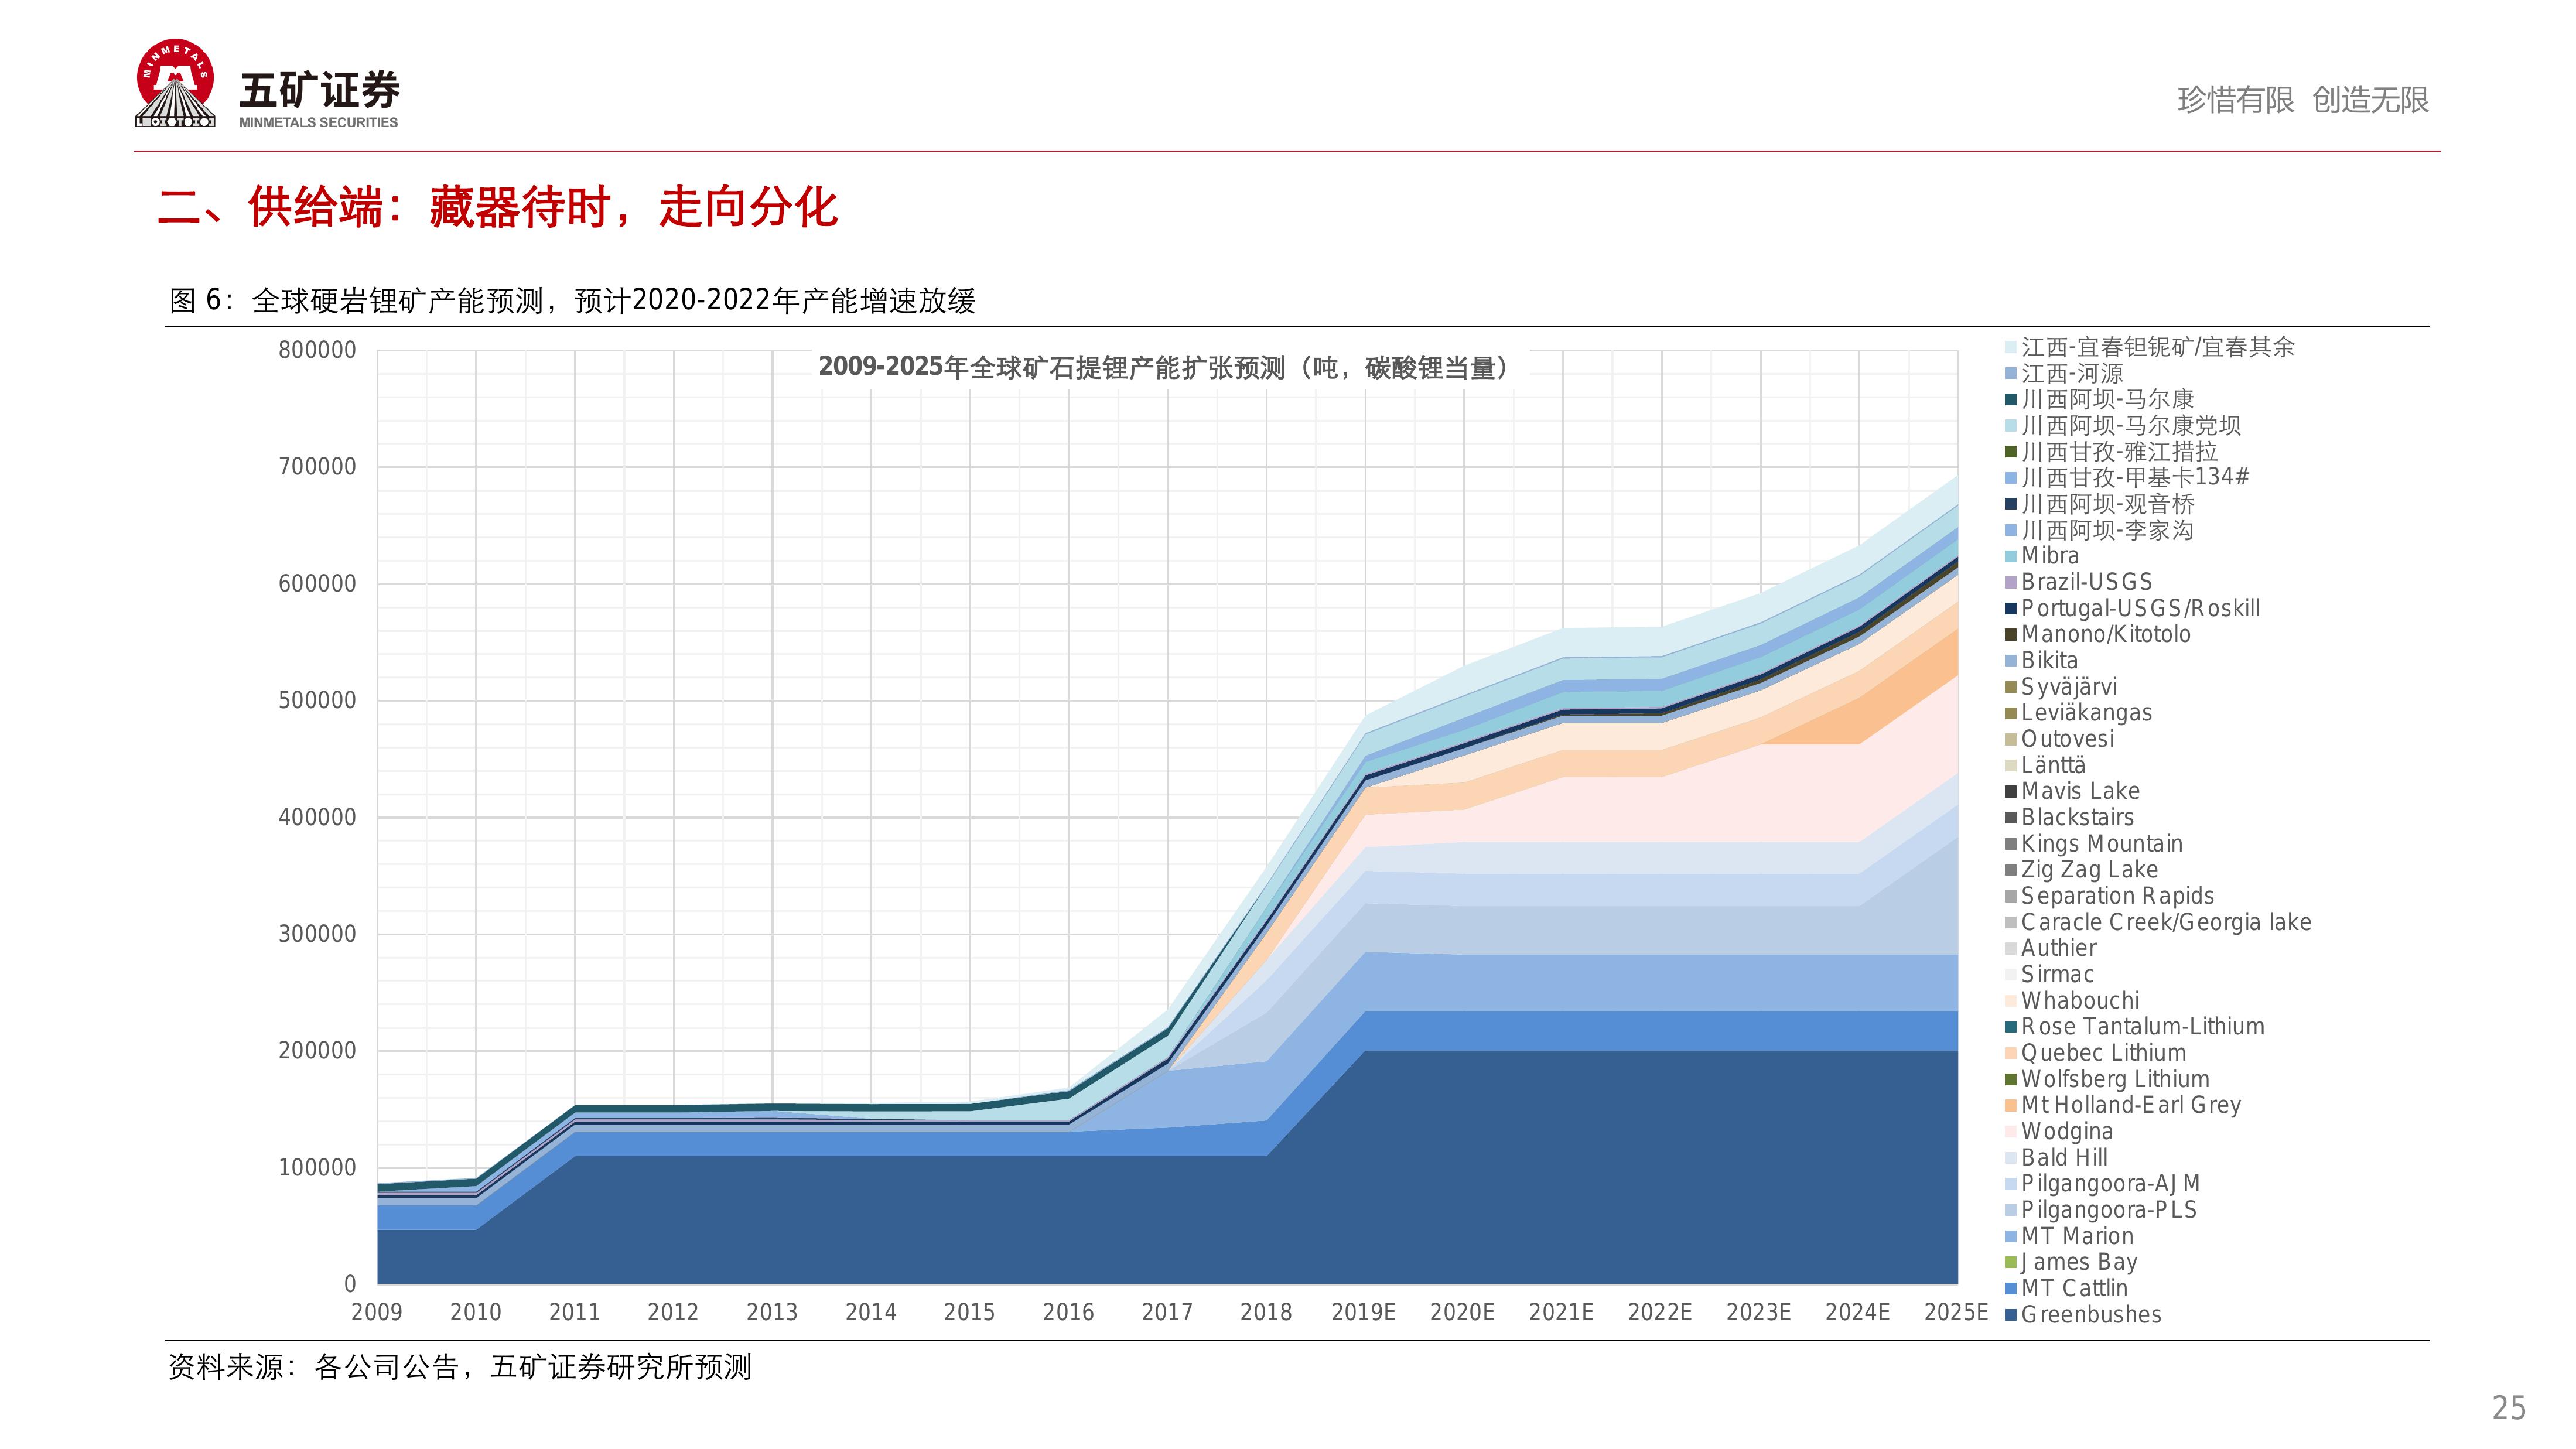 MINMETALS
五矿证券
MINMETALS SECURITIES
珍惜有限 创造无限
二、供给端：藏器待时，走向分化
图 6：全球硬岩锂矿产能预测，预计2020-2022年产能增速放缓
2009-2025年全球矿石提锂产能扩张预测（吨，碳酸锂当量）
800000
700000
600000
500000
400000
300000
200000
100000
0
2009 2010 2011 2012 2013 2014 2015 2016 2017 2018 2019E 2020E 2021E 2022E 2023E 2024E 2025E
江西-宜春钽铌矿/宜春其余
江西-河源
川西阿坝-马尔康
川西阿坝-马尔康党坝
川西甘孜-雅江措拉
川西甘孜-甲基卡134#
川西阿坝-观音桥
川西阿坝-李家沟
Mibra
Brazil-USGS
Portugal-USGS/Roskill
Manono/Kitotolo
Bikita
Syväjärvi
Leviäkangas
Outovesi
Länttä
Mavis Lake
Blackstairs
Kings Mountain
Zig Zag Lake
Separation Rapids
Caracle Creek/Georgia lake
Authier
Sirmac
Whabouchi
Rose Tantalum-Lithium
Quebec Lithium
Wolfsberg Lithium
Mt Holland-Earl Grey
Wodgina
Bald Hill
Pilgangoora-AJM
Pilgangoora-PLS
MT Marion
James Bay
MT Cattlin
Greenbushes
资料来源：各公司公告，五矿证券研究所预测
25